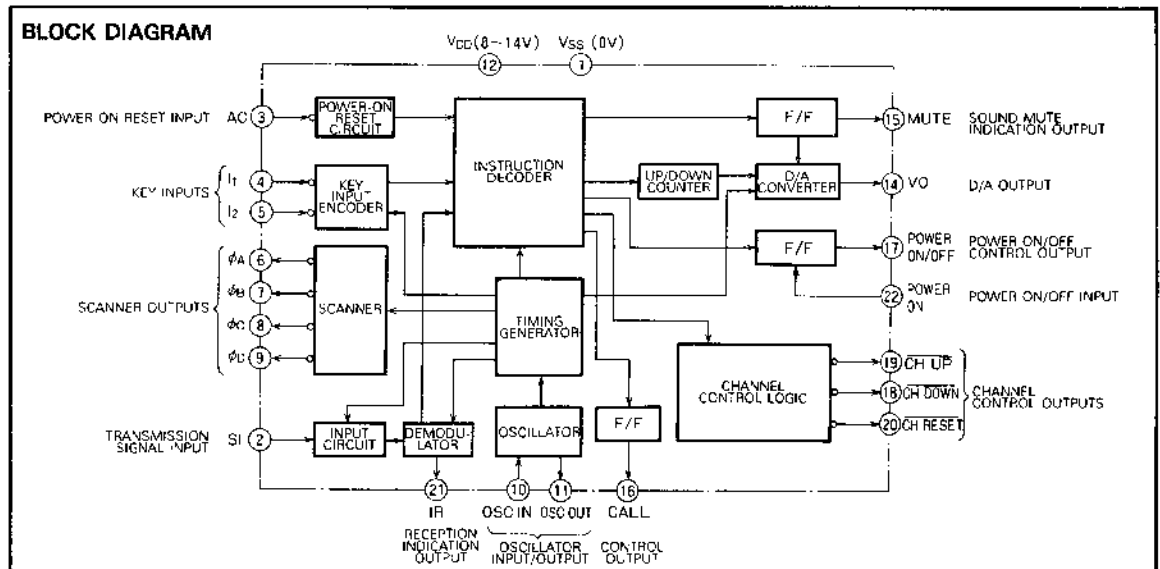 BLOCK DIAGRAM
VDD (8~14V)
VSS (0V)
12
1
POWER ON RESET INPUT
AC
3
POWER-ON
RESET
CIRCUIT
INSTRUCTION
DECODER
F/F
15
MUTE
SOUND MUTE
INDICATION OUTPUT
KEY INPUTS
I1
4
I2
5
KEY
INPUT
ENCODER
UP/DOWN
COUNTER
D/A
CONVERTER
14
VO
D/A OUTPUT
F/F
17
POWER
ON/OFF
POWER ON/OFF
CONTROL OUTPUT
22
POWER
ON
POWER ON/OFF INPUT
SCANNER OUTPUTS
φA
6
φB
7
φC
8
φD
9
SCANNER
TIMING
GENERATOR
CHANNEL
CONTROL LOGIC
19
CH UP
18
CH DOWN
20
CH RESET
CHANNEL
CONTROL OUTPUTS
TRANSMISSION
SIGNAL INPUT
SI
2
INPUT
CIRCUIT
DEMODU-
LATOR
OSCILLATOR
F/F
21
10
11
16
IR
OSC IN
OSC OUT
CALL
RECEPTION
INDICATION
OUTPUT
OSCILLATOR
INPUT/OUTPUT
CONTROL
OUTPUT